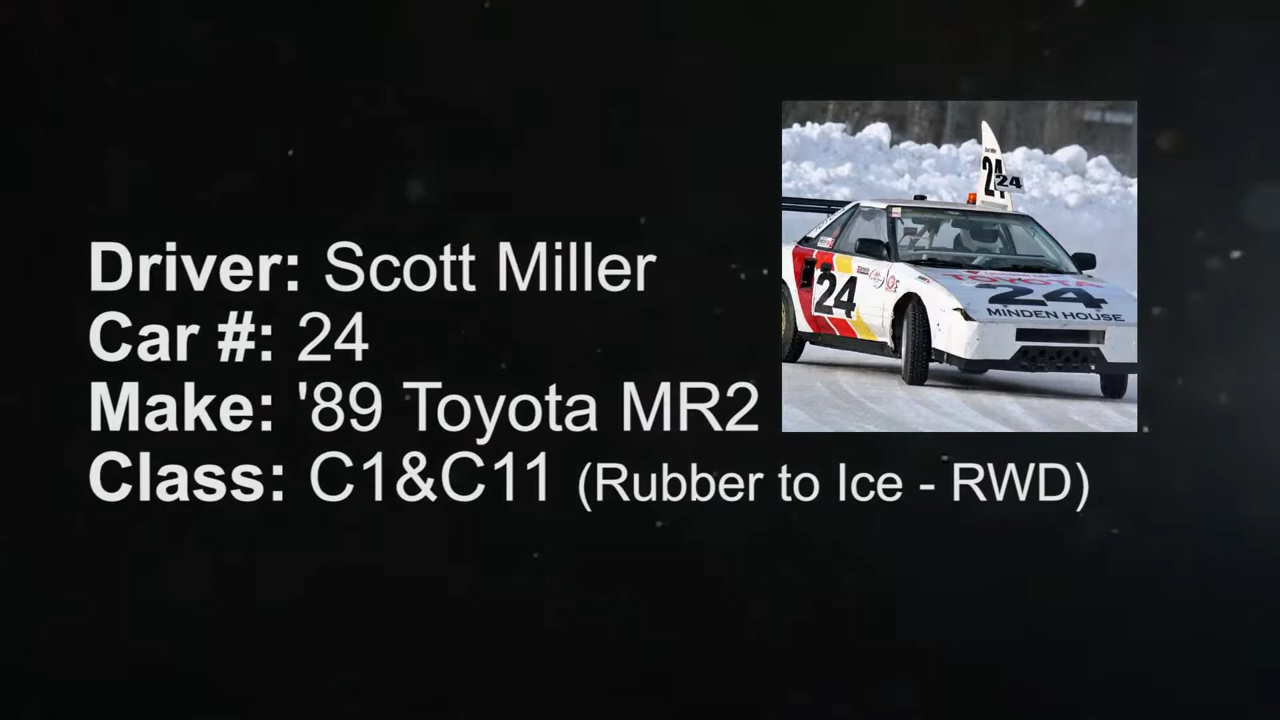 Driver: Scott Miller
Car #: 24
Make: '89 Toyota MR2
Class: C1&C11 (Rubber to Ice - RWD)
24
24
24
TOYOTA
24
MINDEN HOUSE